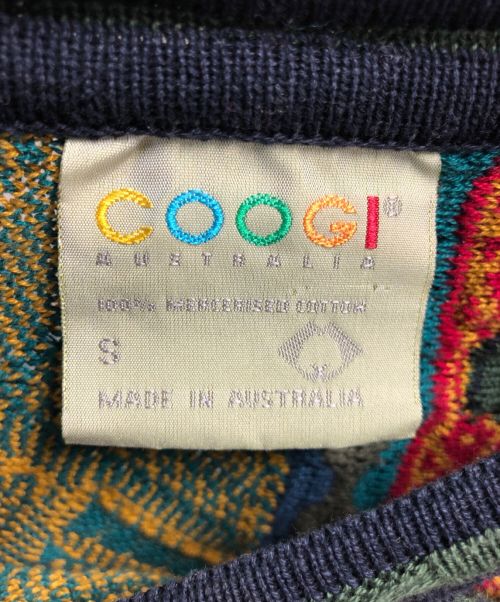 COOGI®
AUSTRALIA
100% MERCERISED COTTON
S
MADE IN AUSTRALIA